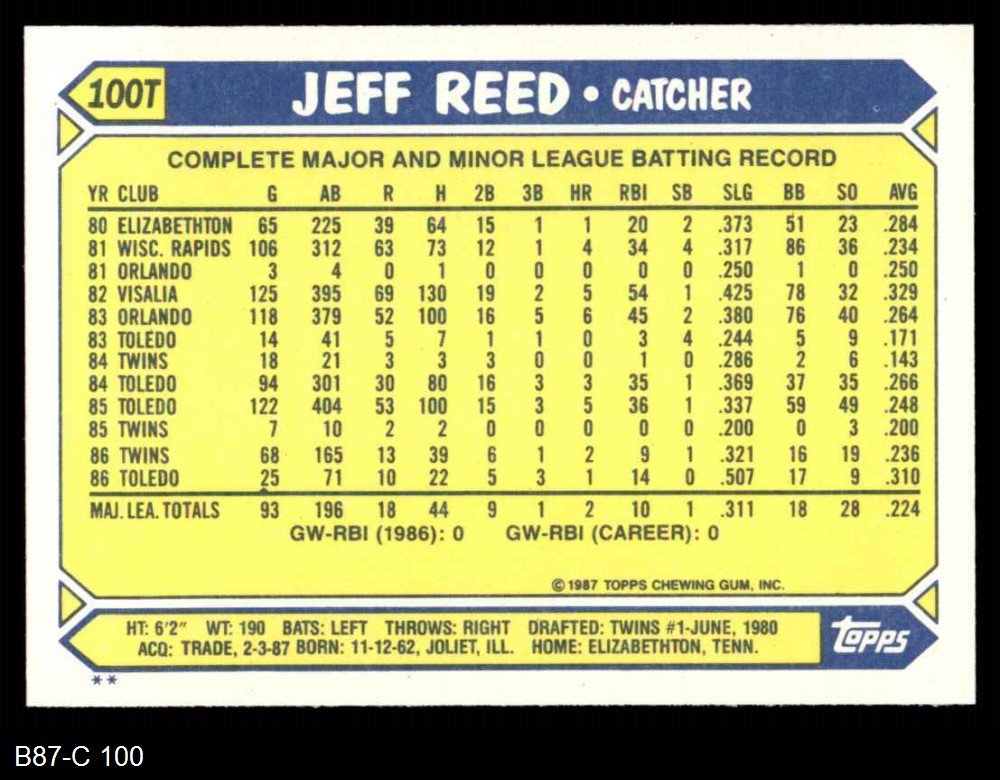 100T JEFF REED • CATCHER
COMPLETE MAJOR AND MINOR LEAGUE BATTING RECORD
YR CLUB G AB R H 2B 3B HR RBI SB SLG BB SO AVG
80 ELIZABETHTON 65 225 39 64 15 1 1 20 2 .373 51 23 .284
81 WISC. RAPIDS 106 312 63 73 12 1 4 34 4 .317 86 36 .234
81 ORLANDO 3 4 0 1 0 0 0 0 0 .250 1 0 .250
82 VISALIA 125 395 69 130 19 2 5 54 1 .425 78 32 .329
83 ORLANDO 118 379 52 100 16 5 6 45 2 .380 76 40 .264
83 TOLEDO 14 41 5 7 1 1 0 3 4 .244 5 9 .171
84 TWINS 18 21 3 3 3 0 0 1 0 .286 2 6 .143
84 TOLEDO 94 301 30 80 16 3 3 35 1 .369 37 35 .266
85 TOLEDO 122 404 53 100 15 3 5 36 1 .337 59 49 .248
85 TWINS 7 10 2 2 0 0 0 0 0 .200 0 3 .200
86 TWINS 68 165 13 39 6 1 2 9 1 .321 16 19 .236
86 TOLEDO 25 71 10 22 5 3 1 14 0 .507 17 9 .310
MAJ. LEA. TOTALS 93 196 18 44 9 1 2 10 1 .311 18 28 .224
GW-RBI (1986): 0 GW-RBI (CAREER): 0
© 1987 TOPPS CHEWING GUM, INC.
HT: 6'2" WT: 190 BATS: LEFT THROWS: RIGHT DRAFTED: TWINS #1-JUNE, 1980
ACQ: TRADE, 2-3-87 BORN: 11-12-62, JOLIET, ILL. HOME: ELIZABETHTON, TENN.
topps
**
B87-C 100